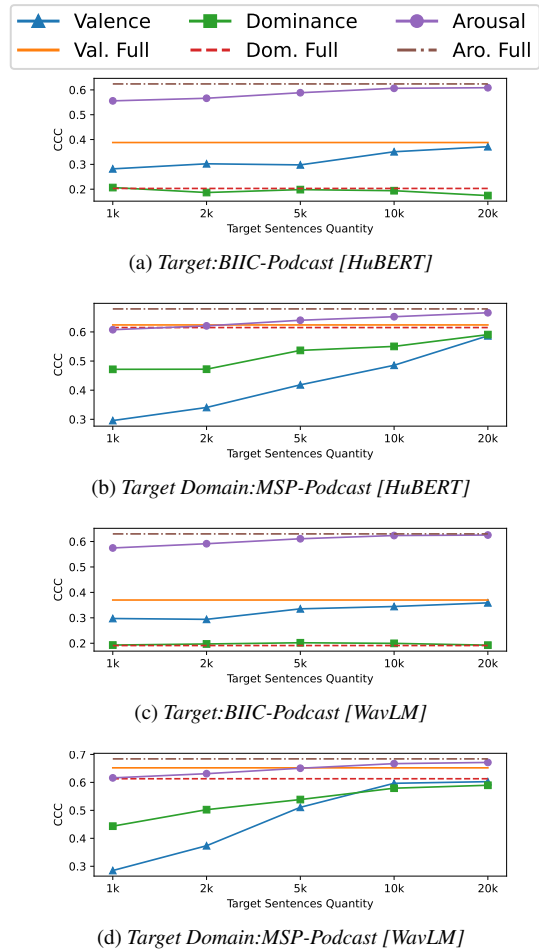 Valence Dominance Arousal
Val. Full Dom. Full Aro. Full
0.6
0.5
0.4
0.3
0.2
CCC
1k 2k 5k 10k 20k
Target Sentences Quantity
(a) Target:BIIC-Podcast [HuBERT]
0.6
0.5
0.4
0.3
CCC
1k 2k 5k 10k 20k
Target Sentences Quantity
(b) Target Domain:MSP-Podcast [HuBERT]
0.6
0.5
0.4
0.3
0.2
CCC
1k 2k 5k 10k 20k
Target Sentences Quantity
(c) Target:BIIC-Podcast [WavLM]
0.7
0.6
0.5
0.4
0.3
CCC
1k 2k 5k 10k 20k
Target Sentences Quantity
(d) Target Domain:MSP-Podcast [WavLM]